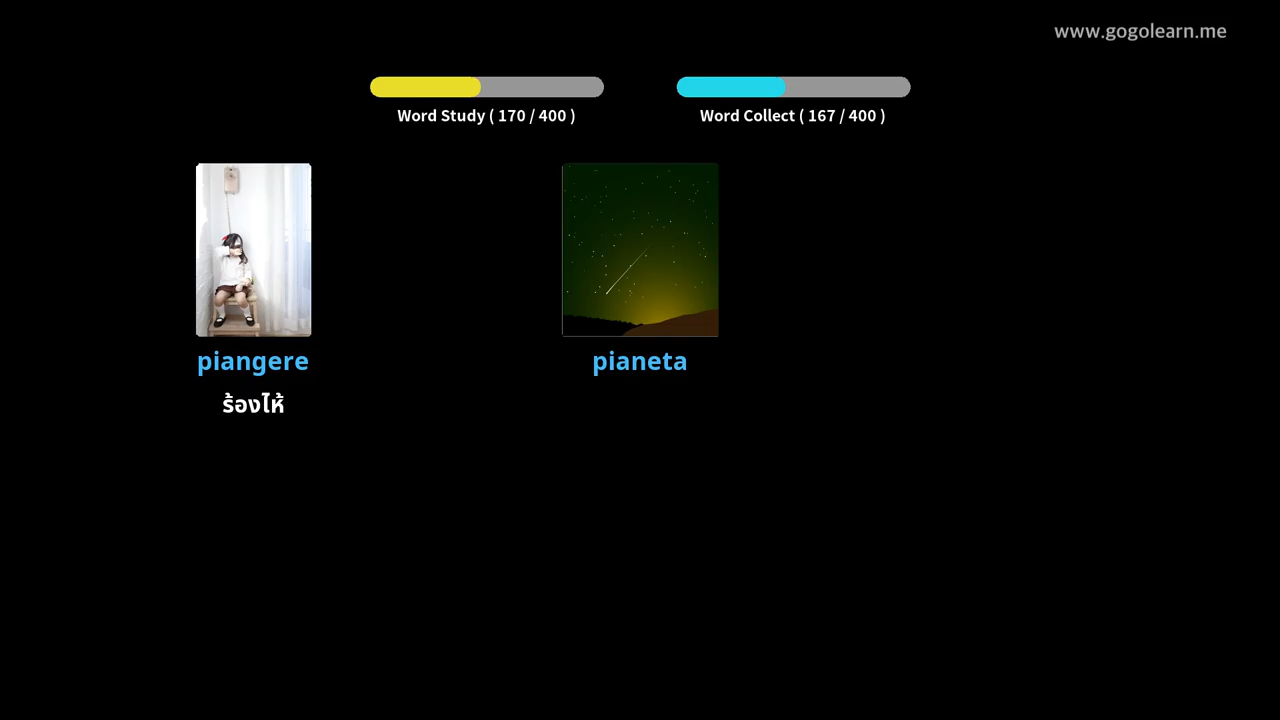 www.gogolearn.me
Word Study ( 170 / 400 )
Word Collect ( 167 / 400 )
piangere
pianeta
ร้องไห้